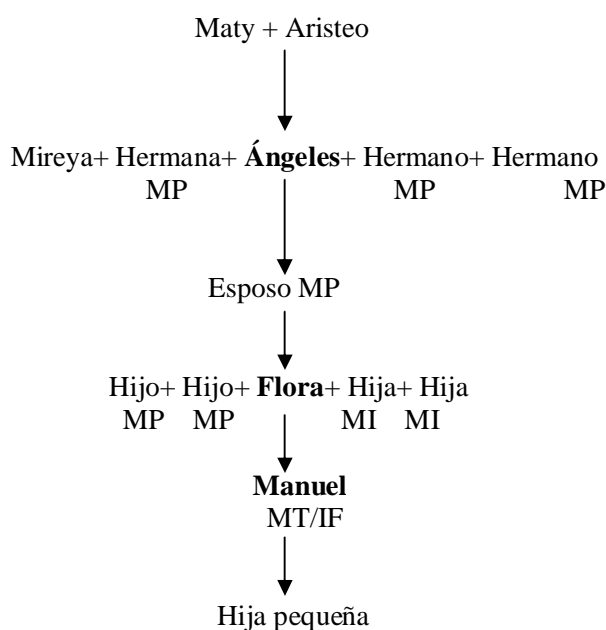 Maty + Aristeo
Mireya+ Hermana+ Ángeles+ Hermano+ Hermano
MP MP MP
Esposo MP
Hijo+ Hijo+ Flora+ Hija+ Hija
MP MP MI MI
Manuel
MT/IF
Hija pequeña